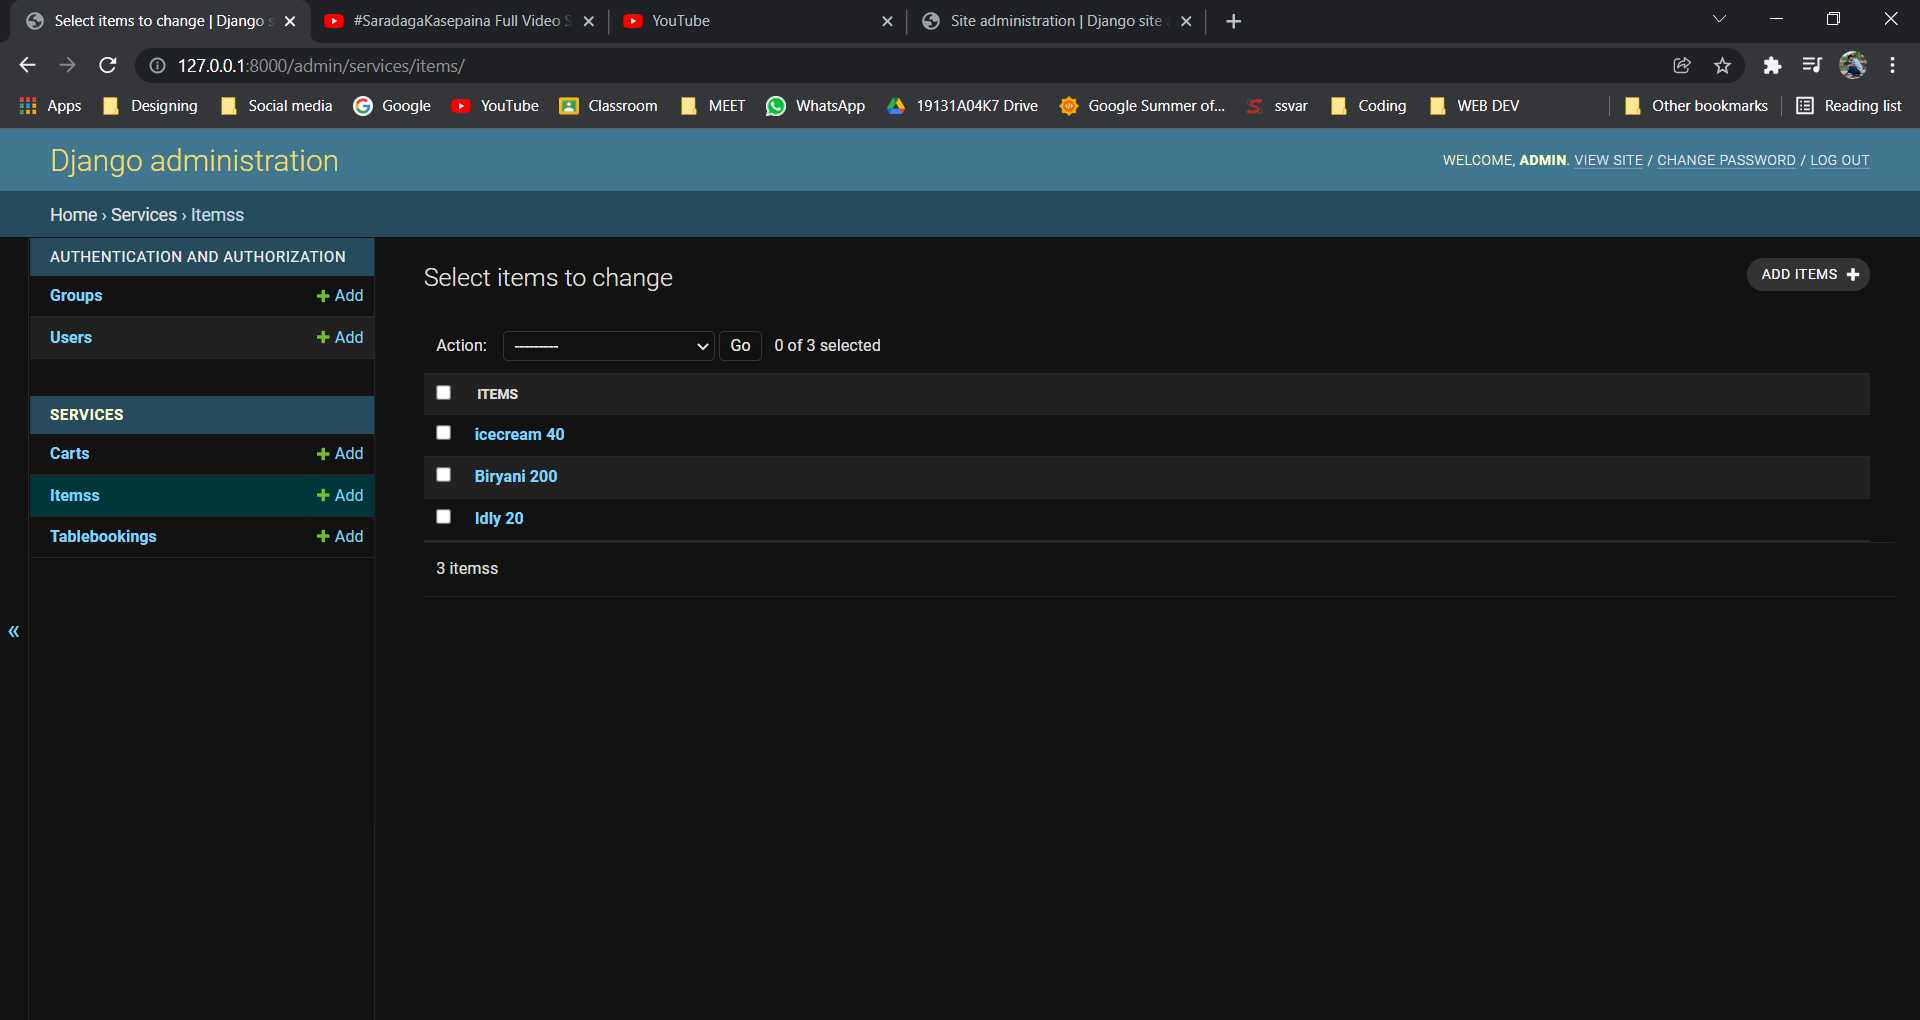 Select items to change | Django s
#SaradagaKasepaina Full Video S
YouTube
Site administration | Django site a
127.0.0.1:8000/admin/services/items/
Apps Designing Social media Google YouTube Classroom MEET WhatsApp 19131A04K7 Drive Google Summer of... ssvar Coding WEB DEV Other bookmarks Reading list
Django administration
WELCOME, ADMIN. VIEW SITE / CHANGE PASSWORD / LOG OUT
Home › Services › Itemss
AUTHENTICATION AND AUTHORIZATION
Groups + Add
Users + Add
SERVICES
Carts + Add
Itemss + Add
Tablebookings + Add
«
Select items to change
ADD ITEMS +
Action: --------- Go 0 of 3 selected
ITEMS
icecream 40
Biryani 200
Idly 20
3 itemss